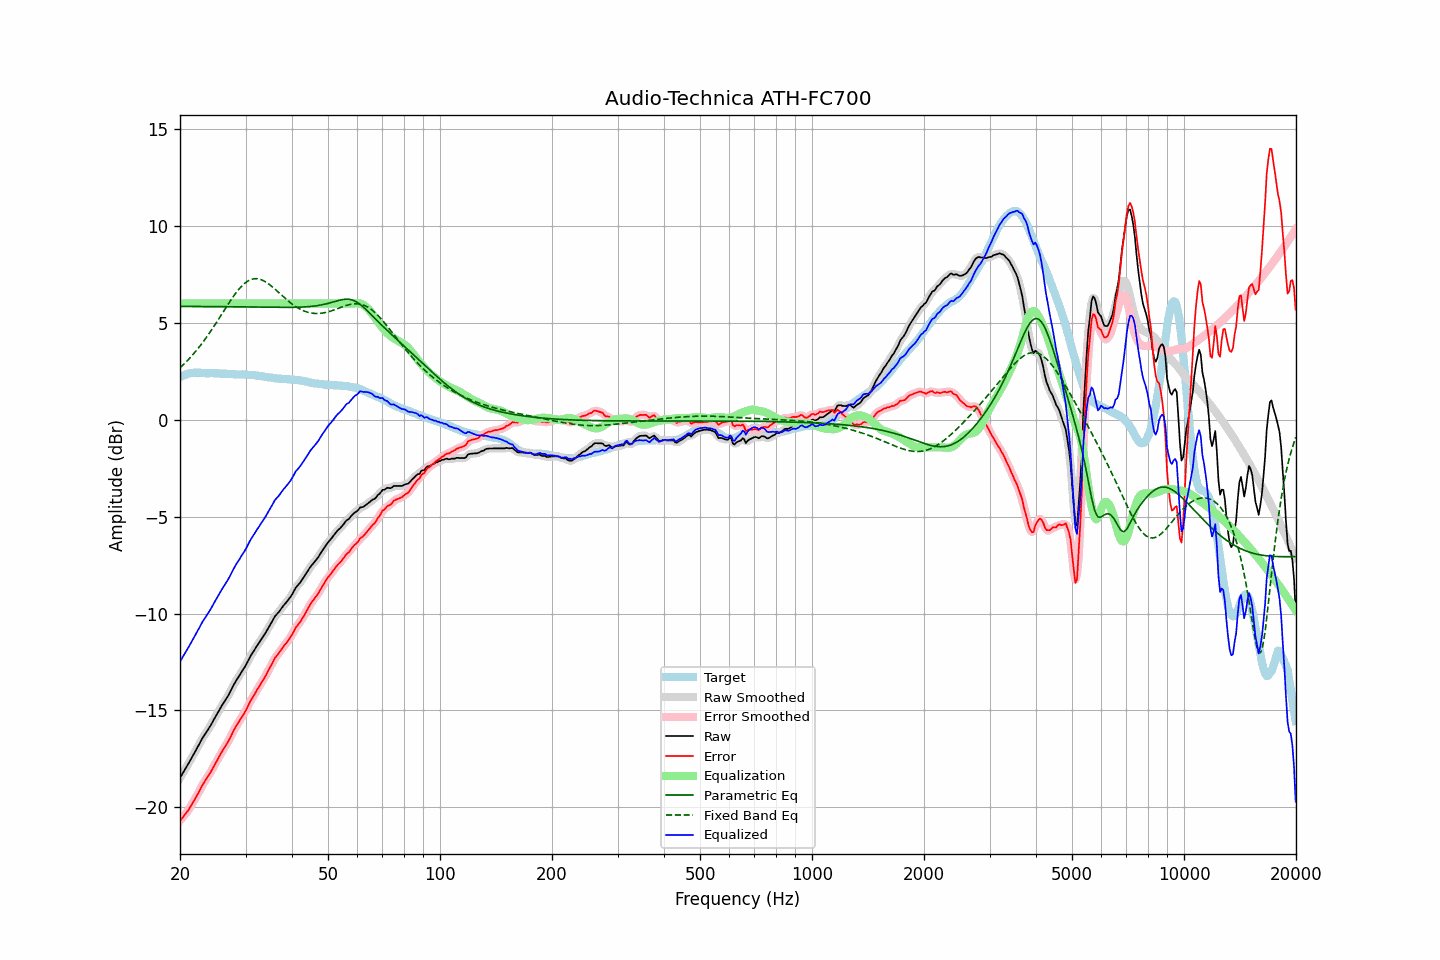 Audio-Technica ATH-FC700
Amplitude (dBr)
15
10
5
0
−5
−10
−15
−20
Target
Raw Smoothed
Error Smoothed
Raw
Error
Equalization
Parametric Eq
Fixed Band Eq
Equalized
20 50 100 200 500 1000 2000 5000 10000 20000
Frequency (Hz)